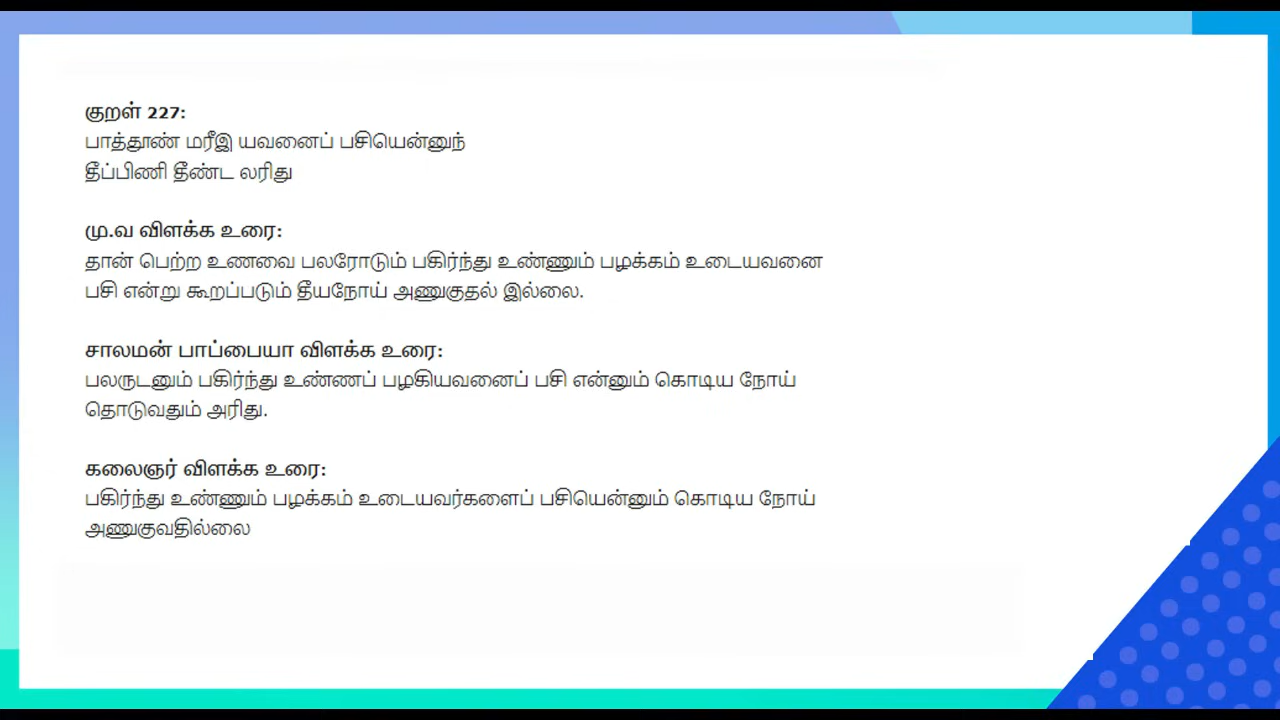 குறள் 227:
பாத்தூண் மரீஇ யவனைப் பசியென்னுந்
தீப்பிணி தீண்ட லரிது
மு.வ விளக்க உரை:
தான் பெற்ற உணவை பலரோடும் பகிர்ந்து உண்ணும் பழக்கம் உடையவனை
பசி என்று கூறப்படும் தீயநோய் அணுகுதல் இல்லை.
சாலமன் பாப்பையா விளக்க உரை:
பலருடனும் பகிர்ந்து உண்ணப் பழகியவனைப் பசி என்னும் கொடிய நோய்
தொடுவதும் அரிது.
கலைஞர் விளக்க உரை:
பகிர்ந்து உண்ணும் பழக்கம் உடையவர்களைப் பசியென்னும் கொடிய நோய்
அணுகுவதில்லை